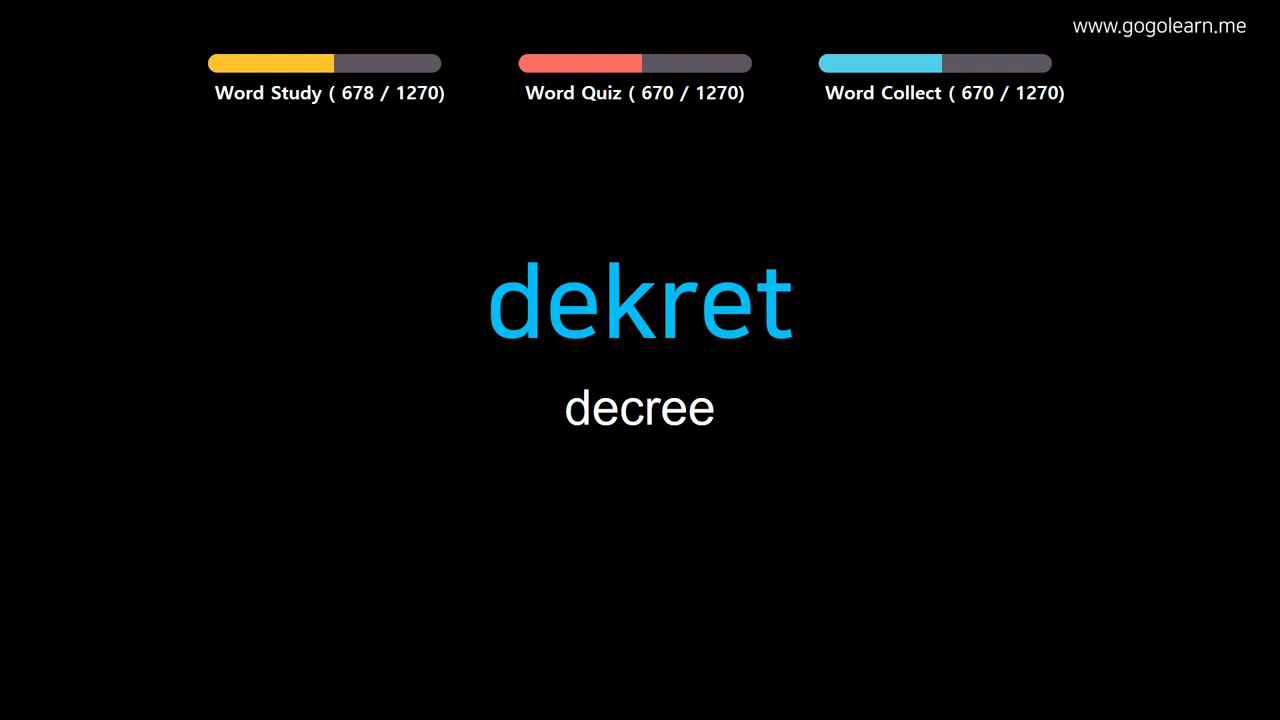 www.gogolearn.me
Word Study ( 678 / 1270)
Word Quiz ( 670 / 1270)
Word Collect ( 670 / 1270)
dekret
decree